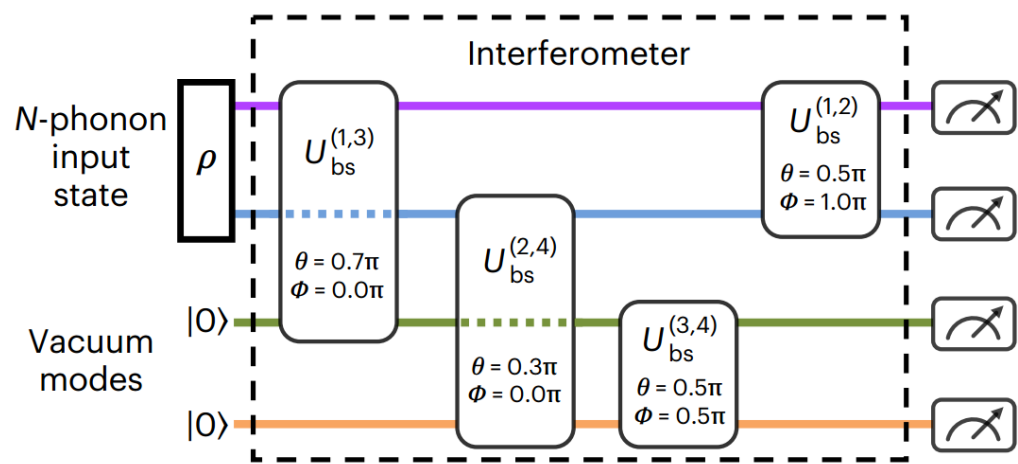 Interferometer
N-phonon
input
state
ρ
U_bs^(1,3)
θ = 0.7π
Φ = 0.0π
U_bs^(2,4)
θ = 0.3π
Φ = 0.0π
U_bs^(3,4)
θ = 0.5π
Φ = 0.5π
U_bs^(1,2)
θ = 0.5π
Φ = 1.0π
Vacuum
modes
|0⟩
|0⟩